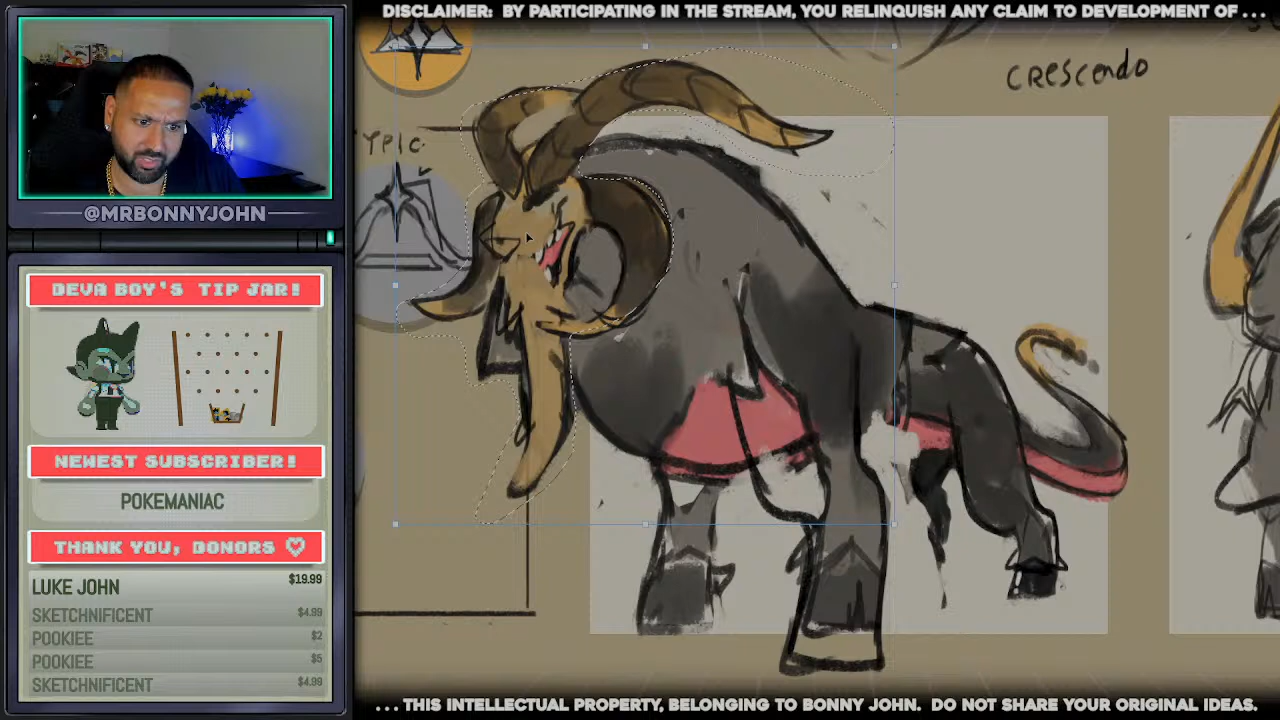 DISCLAIMER: BY PARTICIPATING IN THE STREAM, YOU RELINQUISH ANY CLAIM TO DEVELOPMENT OF . . .
CRESCENDO
YPIC
@MRBONNYJOHN
DEVA BOY'S TIP JAR!
NEWEST SUBSCRIBER!
POKEMANIAC
THANK YOU, DONORS ♡
LUKE JOHN $19.99
SKETCHNIFICENT $4.99
POOKIEE $2
POOKIEE $5
SKETCHNIFICENT $4.99
. . . THIS INTELLECTUAL PROPERTY, BELONGING TO BONNY JOHN. DO NOT SHARE YOUR ORIGINAL IDEAS.